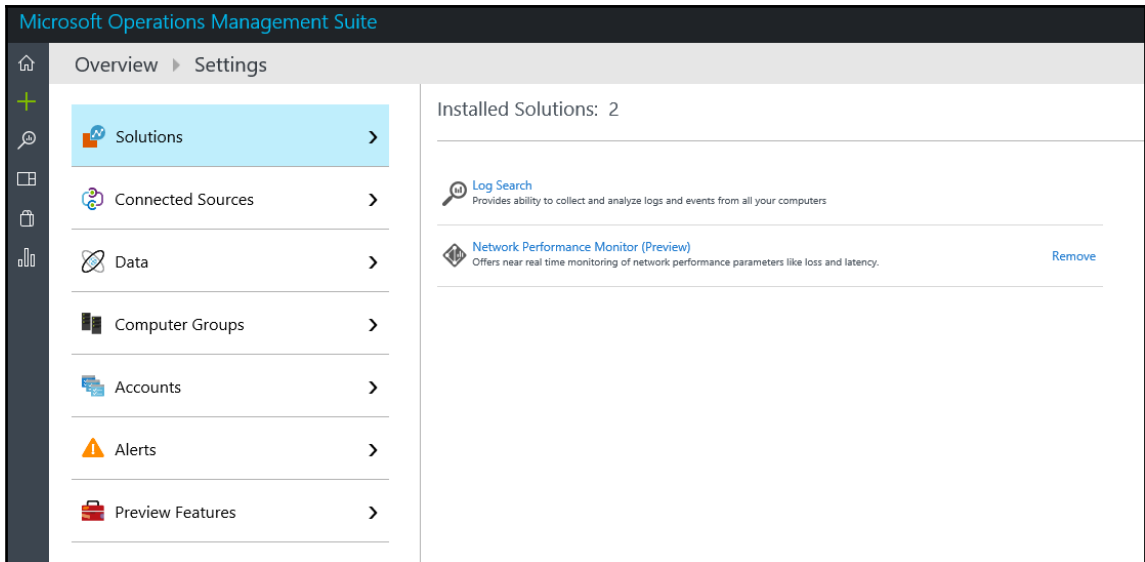 Microsoft Operations Management Suite
Overview Settings
Solutions
Connected Sources
Data
Computer Groups
Accounts
Alerts
Preview Features
Installed Solutions: 2
Log Search
Provides ability to collect and analyze logs and events from all your computers
Network Performance Monitor (Preview)
Offers near real time monitoring of network performance parameters like loss and latency.
Remove